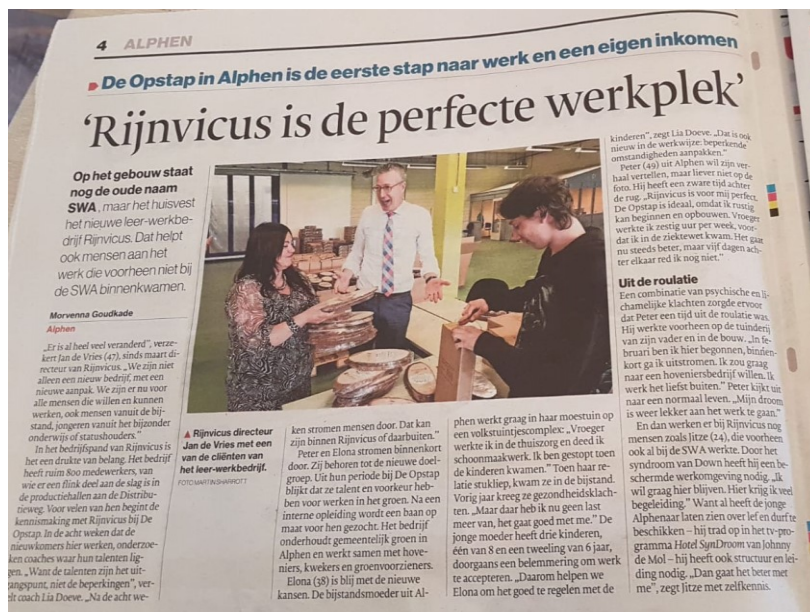 4 ALPHEN
De Opstap in Alphen is de eerste stap naar werk en een eigen inkomen
‘Rijnvicus is de perfecte werkplek’
Op het gebouw staat
nog de oude naam
SWA, maar het huisvest
het nieuwe leer-werkbe-
drijf Rijnvicus. Dat helpt
ook mensen aan het
werk die voorheen niet bij
de SWA binnenkwamen.
Morvenna Goudkade
Alphen
„Er is al heel veel veranderd”, verze-
kert Jan de Vries (47), sinds maart di-
recteur van Rijnvicus. „We zijn niet
alleen een nieuw bedrijf, met een
nieuwe aanpak. We zijn er nu voor
alle mensen die willen en kunnen
werken, ook mensen vanuit de bij-
stand, jongeren vanuit het bijzonder
onderwijs of statushouders.”
In het bedrijfspand van Rijnvicus is
het een drukte van belang. Het bedrijf
heeft ruim 800 medewerkers, van
wie er een flink deel aan de slag is in
de productiehallen aan de Distribu-
tieweg. Voor velen van hen begint de
kennismaking met Rijnvicus bij De
Opstap. In de acht weken dat de
nieuwkomers hier werken, onderzoe-
ken coaches waar hun talenten lig-
gen. „Want de talenten zijn het uit-
gangspunt, niet de beperkingen”, ver-
elt coach Lia Doeve. „Na de acht we-
▲ Rijnvicus directeur
Jan de Vries met een
van de cliënten van
het leer-werkbedrijf.
FOTO MARTIN SHARROTT
ken stromen mensen door. Dat kan
zijn binnen Rijnvicus of daarbuiten.”
Peter en Elona stromen binnenkort
door. Zij behoren tot de nieuwe doel-
groep. Uit hun periode bij De Opstap
blijkt dat ze talent en voorkeur heb-
ben voor werken in het groen. Na een
interne opleiding wordt een baan op
maat voor hen gezocht. Het bedrijf
onderhoudt gemeentelijk groen in
Alphen en werkt samen met hove-
niers, kwekers en groenvoorzieners.
Elona (38) is blij met de nieuwe
kansen. De bijstandsmoeder uit Al-
phen werkt graag in haar moestuin op
een volkstuintjescomplex: „Vroeger
werkte ik in de thuiszorg en deed ik
schoonmaakwerk. Ik ben gestopt toen
de kinderen kwamen.” Toen haar re-
latie stukliep, kwam ze in de bijstand.
Vorig jaar kreeg ze gezondheidsklach-
ten. „Maar daar heb ik nu geen last
meer van, het gaat goed met me.” De
jonge moeder heeft drie kinderen,
één van 8 en een tweeling van 6 jaar,
doorgaans een belemmering om werk
te accepteren. „Daarom helpen we
Elona om het goed te regelen met de
kinderen”, zegt Lia Doeve. „Dat is ook
nieuw in de werkwijze: beperkende
omstandigheden aanpakken.”
Peter (49) uit Alphen wil zijn ver-
haal vertellen, maar liever niet op de
foto. Hij heeft een zware tijd achter
de rug. „Rijnvicus is voor mij perfect.
De Opstap is ideaal, omdat ik rustig
kan beginnen en opbouwen. Vroeger
werkte ik zestig uur per week, voor-
dat ik in de ziektewet kwam. Het gaat
nu steeds beter, maar vijf dagen ach-
ter elkaar red ik nog niet.”
Uit de roulatie
Een combinatie van psychische en li-
chamelijke klachten zorgde ervoor
dat Peter een tijd uit de roulatie was.
Hij werkte voorheen op de tuinderij
van zijn vader en in de bouw. „In fe-
bruari ben ik hier begonnen, binnen-
kort ga ik uitstromen. Ik zou graag
naar een hoveniersbedrijf willen. Ik
werk het liefst buiten.” Peter kijkt uit
naar een normaal leven. „Mijn droom
is weer lekker aan het werk te gaan.”
En dan werken er bij Rijnvicus nog
mensen zoals Jitze (24), die voorheen
ook al bij de SWA werkte. Door het
syndroom van Down heeft hij een be-
schermde werkomgeving nodig. „Ik
wil graag hier blijven. Hier krijg ik veel
begeleiding.” Want al heeft de jonge
Alphenaar laten zien over lef en durf te
beschikken – hij trad op in het tv-pro-
gramma Hotel SynDroom van Johnny
de Mol – hij heeft ook structuur en lei-
ding nodig. „Dan gaat het beter met
me”, zegt Jitze met zelfkennis.